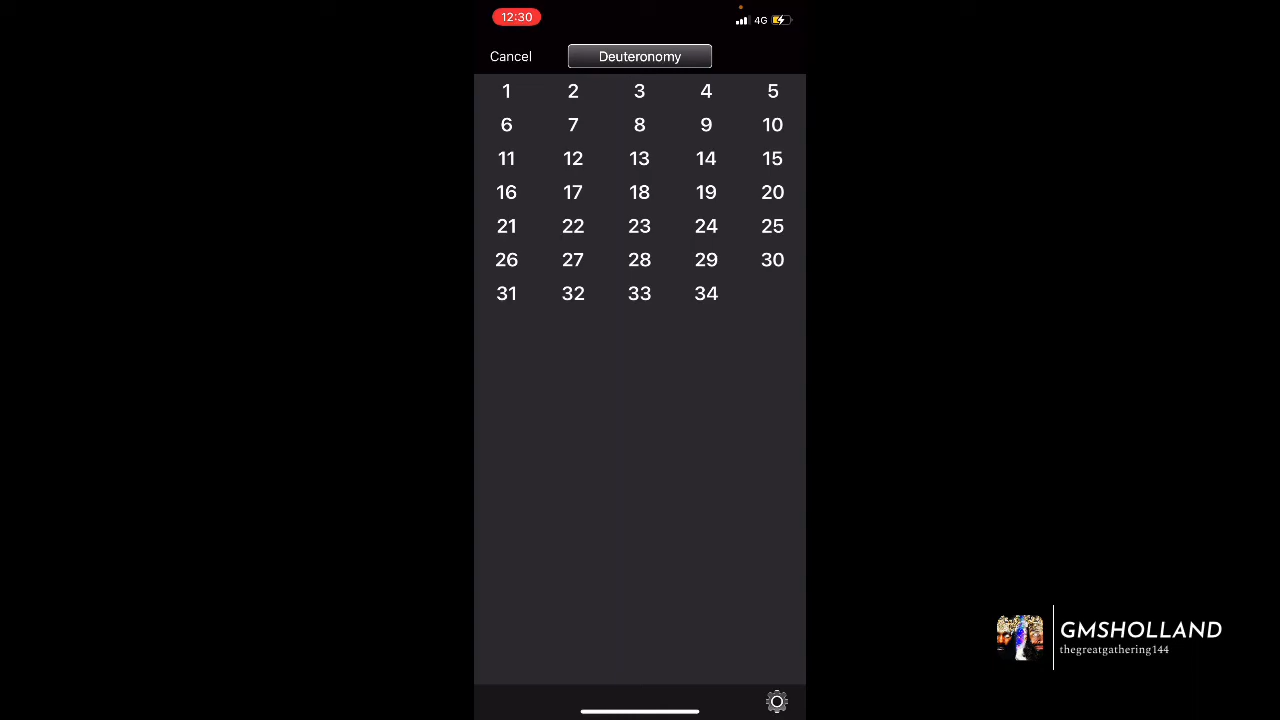 12:30
4G
Cancel
Deuteronomy
1 2 3 4 5
6 7 8 9 10
11 12 13 14 15
16 17 18 19 20
21 22 23 24 25
26 27 28 29 30
31 32 33 34
GMSHOLLAND
thegreatgathering144